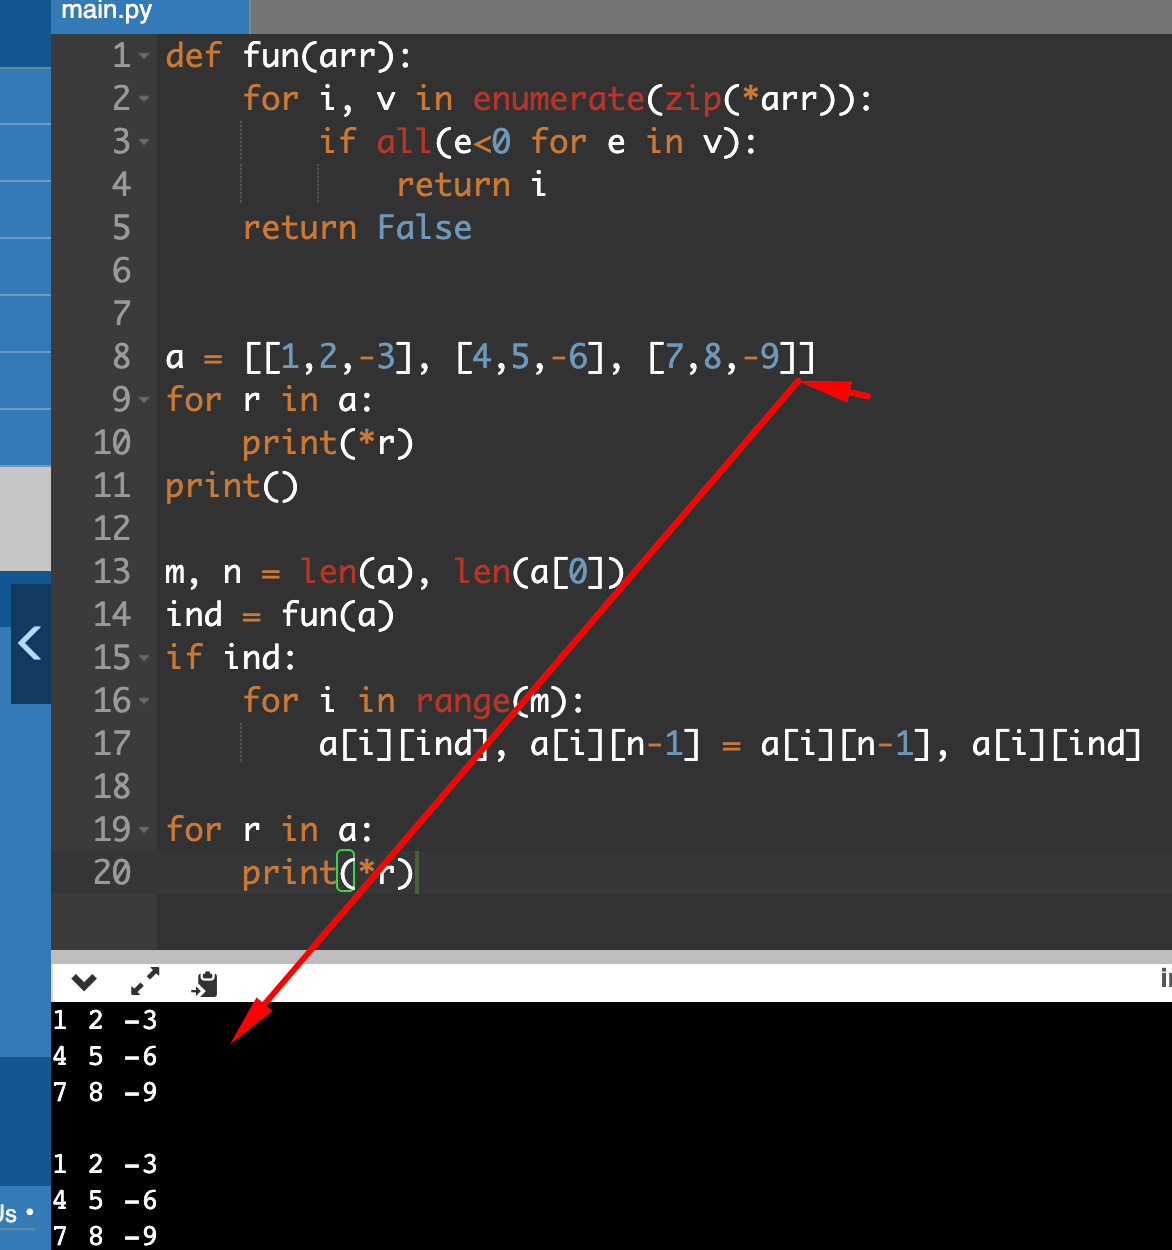 main.py
1 def fun(arr):
2     for i, v in enumerate(zip(*arr)):
3         if all(e<0 for e in v):
4             return i
5     return False
6
7
8 a = [[1,2,-3], [4,5,-6], [7,8,-9]]
9 for r in a:
10     print(*r)
11 print()
12
13 m, n = len(a), len(a[0])
14 ind = fun(a)
15 if ind:
16     for i in range(m):
17         a[i][ind], a[i][n-1] = a[i][n-1], a[i][ind]
18
19 for r in a:
20     print(*r)
1 2 -3
4 5 -6
7 8 -9

1 2 -3
Us • 4 5 -6
7 8 -9